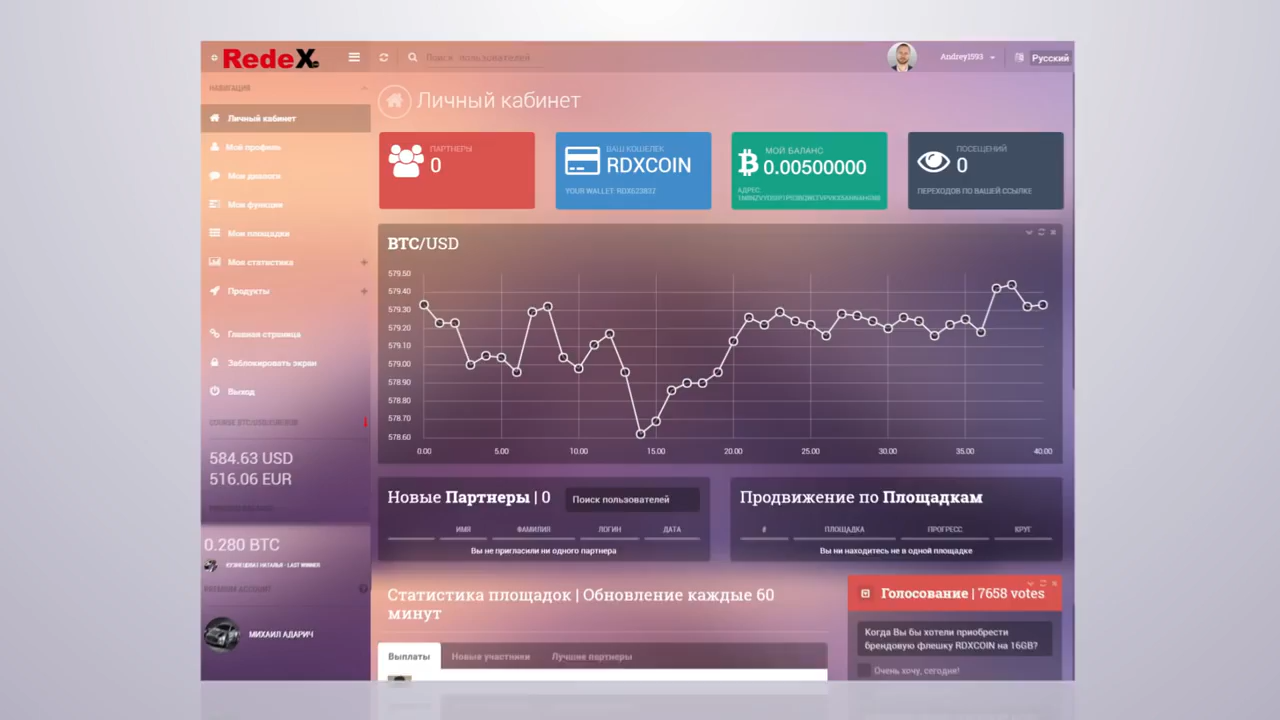 RedeX
Поиск пользователей
Andrey1593
Русский
НАВИГАЦИЯ
Личный кабинет
Мой профиль
Мои диалоги
Мои функции
Мои площадки
Моя статистика
Продукты
Главная страница
Заблокировать экран
Выход
584.63 USD
516.06 EUR
0.280 BTC
PREMIUM ACCOUNT
МИХАИЛ АДАРИЧ
Личный кабинет
ПАРТНЕРЫ
0
ВАШ КОШЕЛЕК
RDXCOIN
YOUR WALLET: RDX623837
МОЙ БАЛАНС
0.00500000
АДРЕС:
ПОСЕЩЕНИЙ
0
ПЕРЕХОДОВ ПО ВАШЕЙ ССЫЛКЕ
BTC/USD
579.50
579.40
579.30
579.20
579.10
579.00
578.90
578.80
578.70
578.60
0.00 5.00 10.00 15.00 20.00 25.00 30.00 35.00 40.00
Новые Партнеры | 0
Поиск пользователей
ИМЯ ФАМИЛИЯ ЛОГИН ДАТА
Вы не пригласили ни одного партнера
Продвижение по Площадкам
# ПЛОЩАДКА ПРОГРЕСС КРУГ
Вы ни находитесь не в одной площадке
Статистика площадок | Обновление каждые 60
минут
Выплаты Новые участники Лучшие партнеры
Голосование | 7658 votes
Когда Вы бы хотели приобрести
брендовую флешку RDXCOIN на 16GB?
Очень хочу, сегодня!